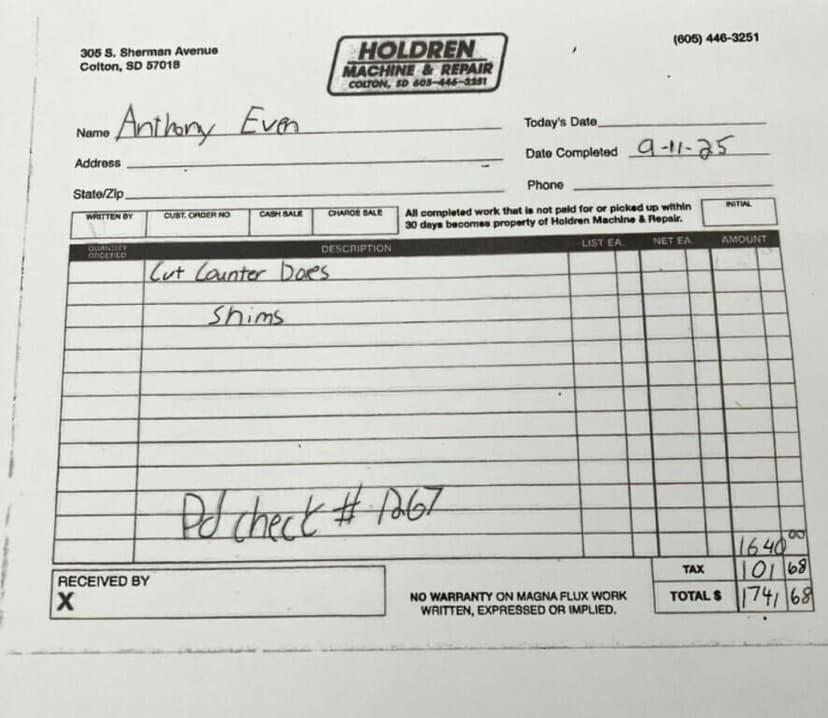 305 S. Sherman Avenue
Colton, SD 57018
HOLDREN
MACHINE & REPAIR
COLTON, SD 605-446-3251
(605) 446-3251
Name Anthony Even
Today's Date
Address
Date Completed 9-11-25
State/Zip
Phone
WRITTEN BY CUST. ORDER NO. CASH SALE CHARGE SALE
All completed work that is not paid for or picked up within
30 days becomes property of Holdren Machine & Repair.
INITIAL
QUANTITY
ORDERED
DESCRIPTION LIST EA. NET EA. AMOUNT
Cut Counter Bores
Shims
Pd check # 1267
1640 00
TAX 101 68
TOTAL $ 1741 68
RECEIVED BY
X
NO WARRANTY ON MAGNA FLUX WORK
WRITTEN, EXPRESSED OR IMPLIED.